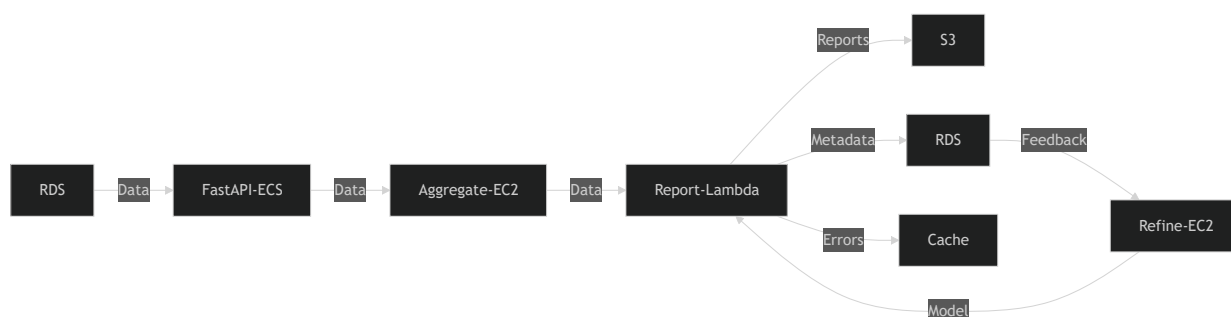 Reports
S3
Metadata
RDS
Feedback
RDS
Data
FastAPI-ECS
Data
Aggregate-EC2
Data
Report-Lambda
Errors
Cache
Refine-EC2
Model